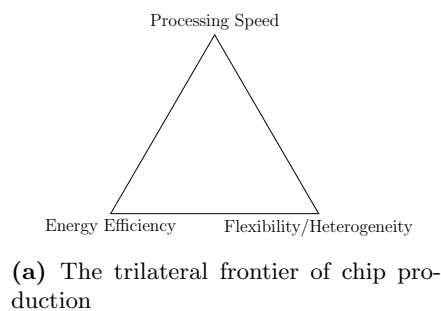 Processing Speed
Energy Efficiency
Flexibility/Heterogeneity
(a) The trilateral frontier of chip pro-
duction